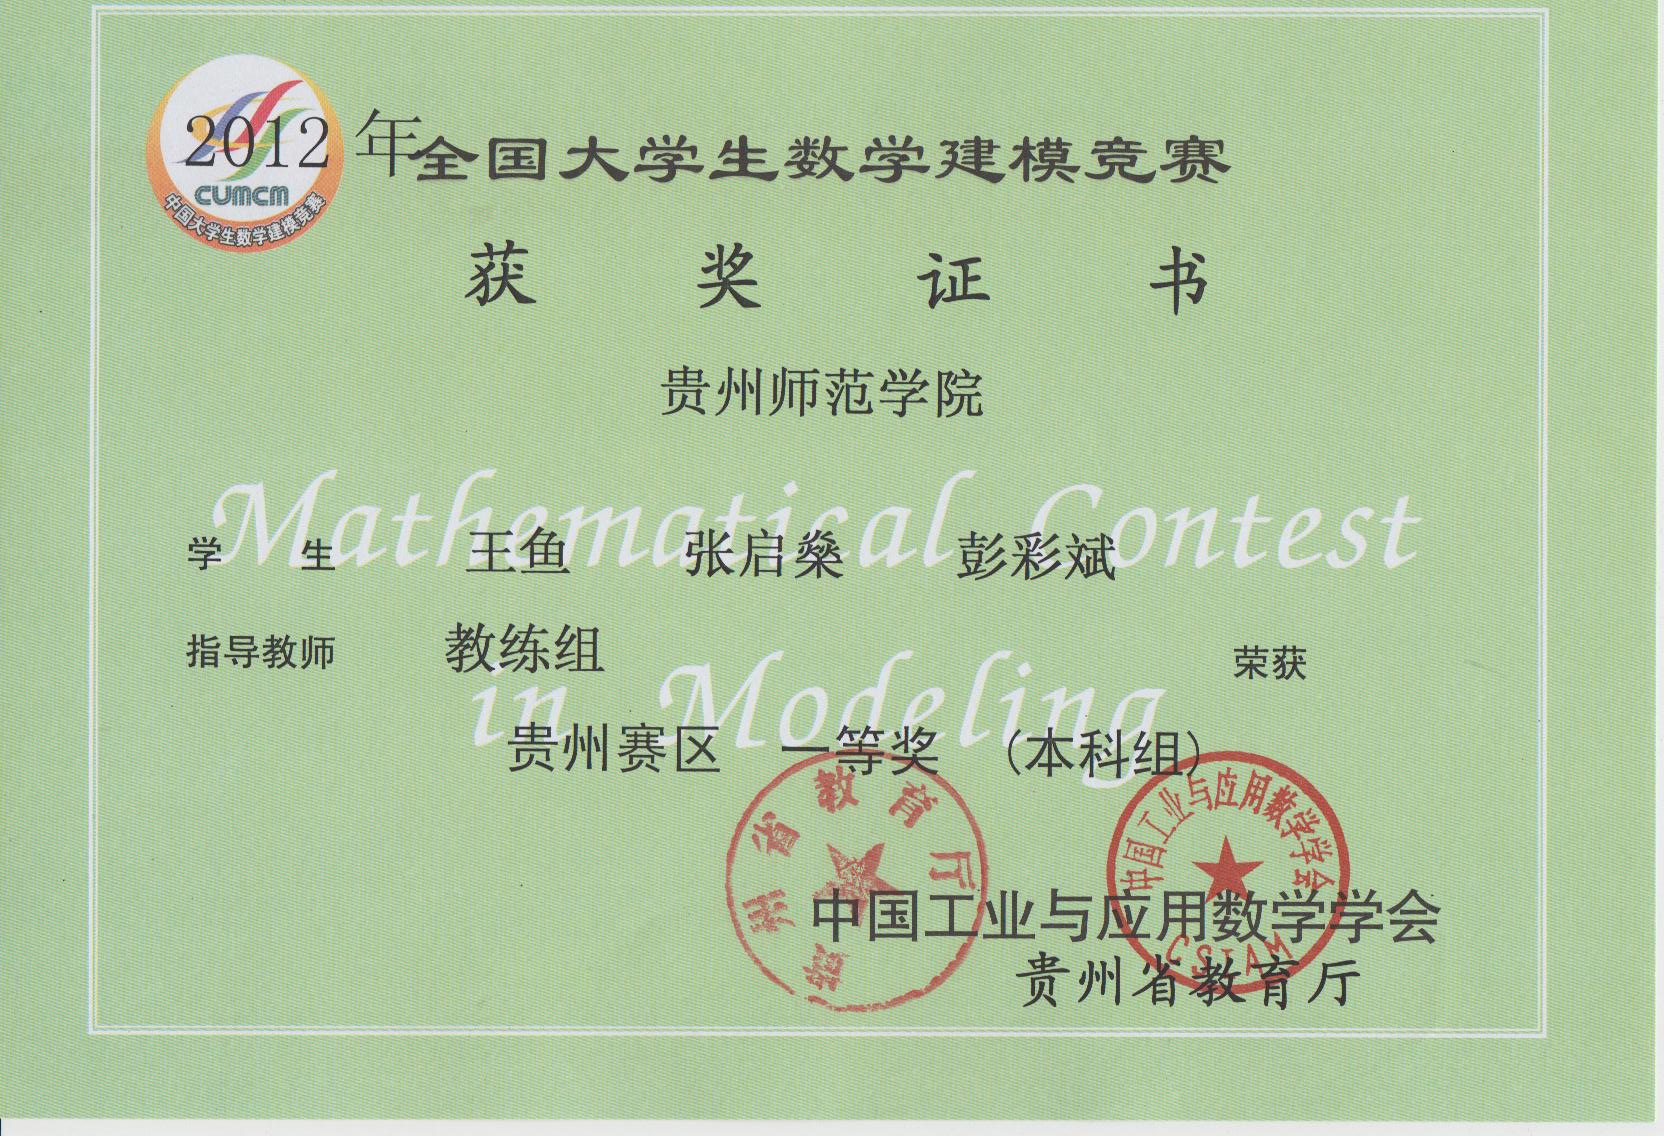 2012年全国大学生数学建模竞赛
CUMCM
中国大学生数学建模竞赛
获奖证书
贵州师范学院
Mathematical Contest
学生 王鱼 张启燊 彭彩斌
指导教师 教练组 荣获
in Modeling
贵州赛区 一等奖 (本科组)
贵州省教育厅
中国工业与应用数学学会
CSIAM
中国工业与应用数学学会
贵州省教育厅